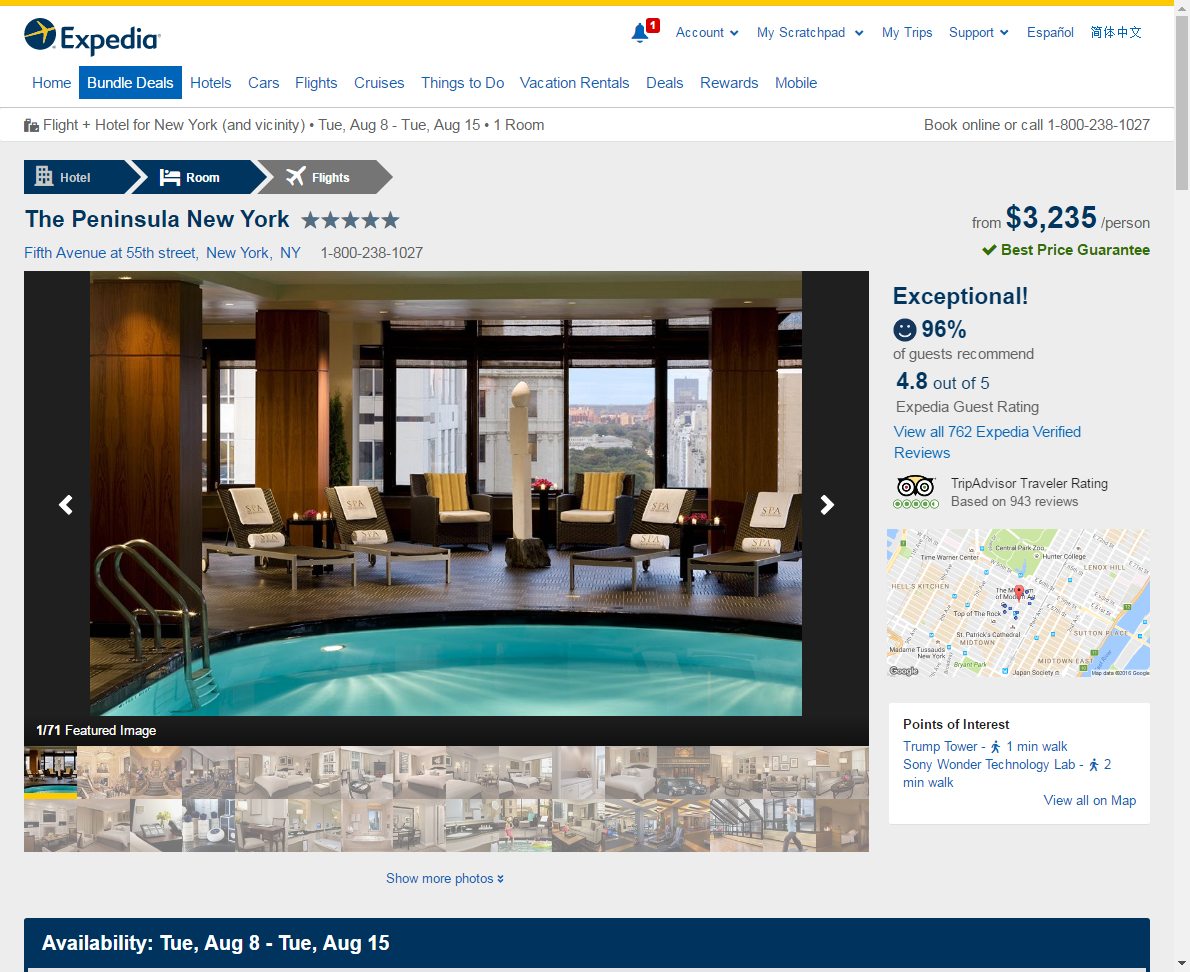 Expedia
1
Account
My Scratchpad
My Trips
Support
Español
简体中文
Home
Bundle Deals
Hotels
Cars
Flights
Cruises
Things to Do
Vacation Rentals
Deals
Rewards
Mobile
Flight + Hotel for New York (and vicinity) • Tue, Aug 8 - Tue, Aug 15 • 1 Room
Book online or call 1-800-238-1027
Hotel
Room
Flights
The Peninsula New York
from $3,235 /person
Fifth Avenue at 55th street, New York, NY 1-800-238-1027
Best Price Guarantee
SPA
SPA
SPA
SPA
SPA
SPA
SPA
SPA
1/71 Featured Image
Exceptional!
96%
of guests recommend
4.8 out of 5
Expedia Guest Rating
View all 762 Expedia Verified
Reviews
TripAdvisor Traveler Rating
Based on 943 reviews
Central Park Zoo
Time Warner Center
Hunter College
LENOX HILL
HELL'S KITCHEN
The M
m
of Modern A
Top of The Rock
St. Patrick's Cathedral
MIDTOWN
SUTTON PLACE
Madame Tussauds
New York
Bryant Park
MIDTOWN EAST
Japan Society
Google
Map data ©2016 Google
Points of Interest
Trump Tower - 1 min walk
Sony Wonder Technology Lab - 2
min walk
View all on Map
Show more photos
Availability: Tue, Aug 8 - Tue, Aug 15